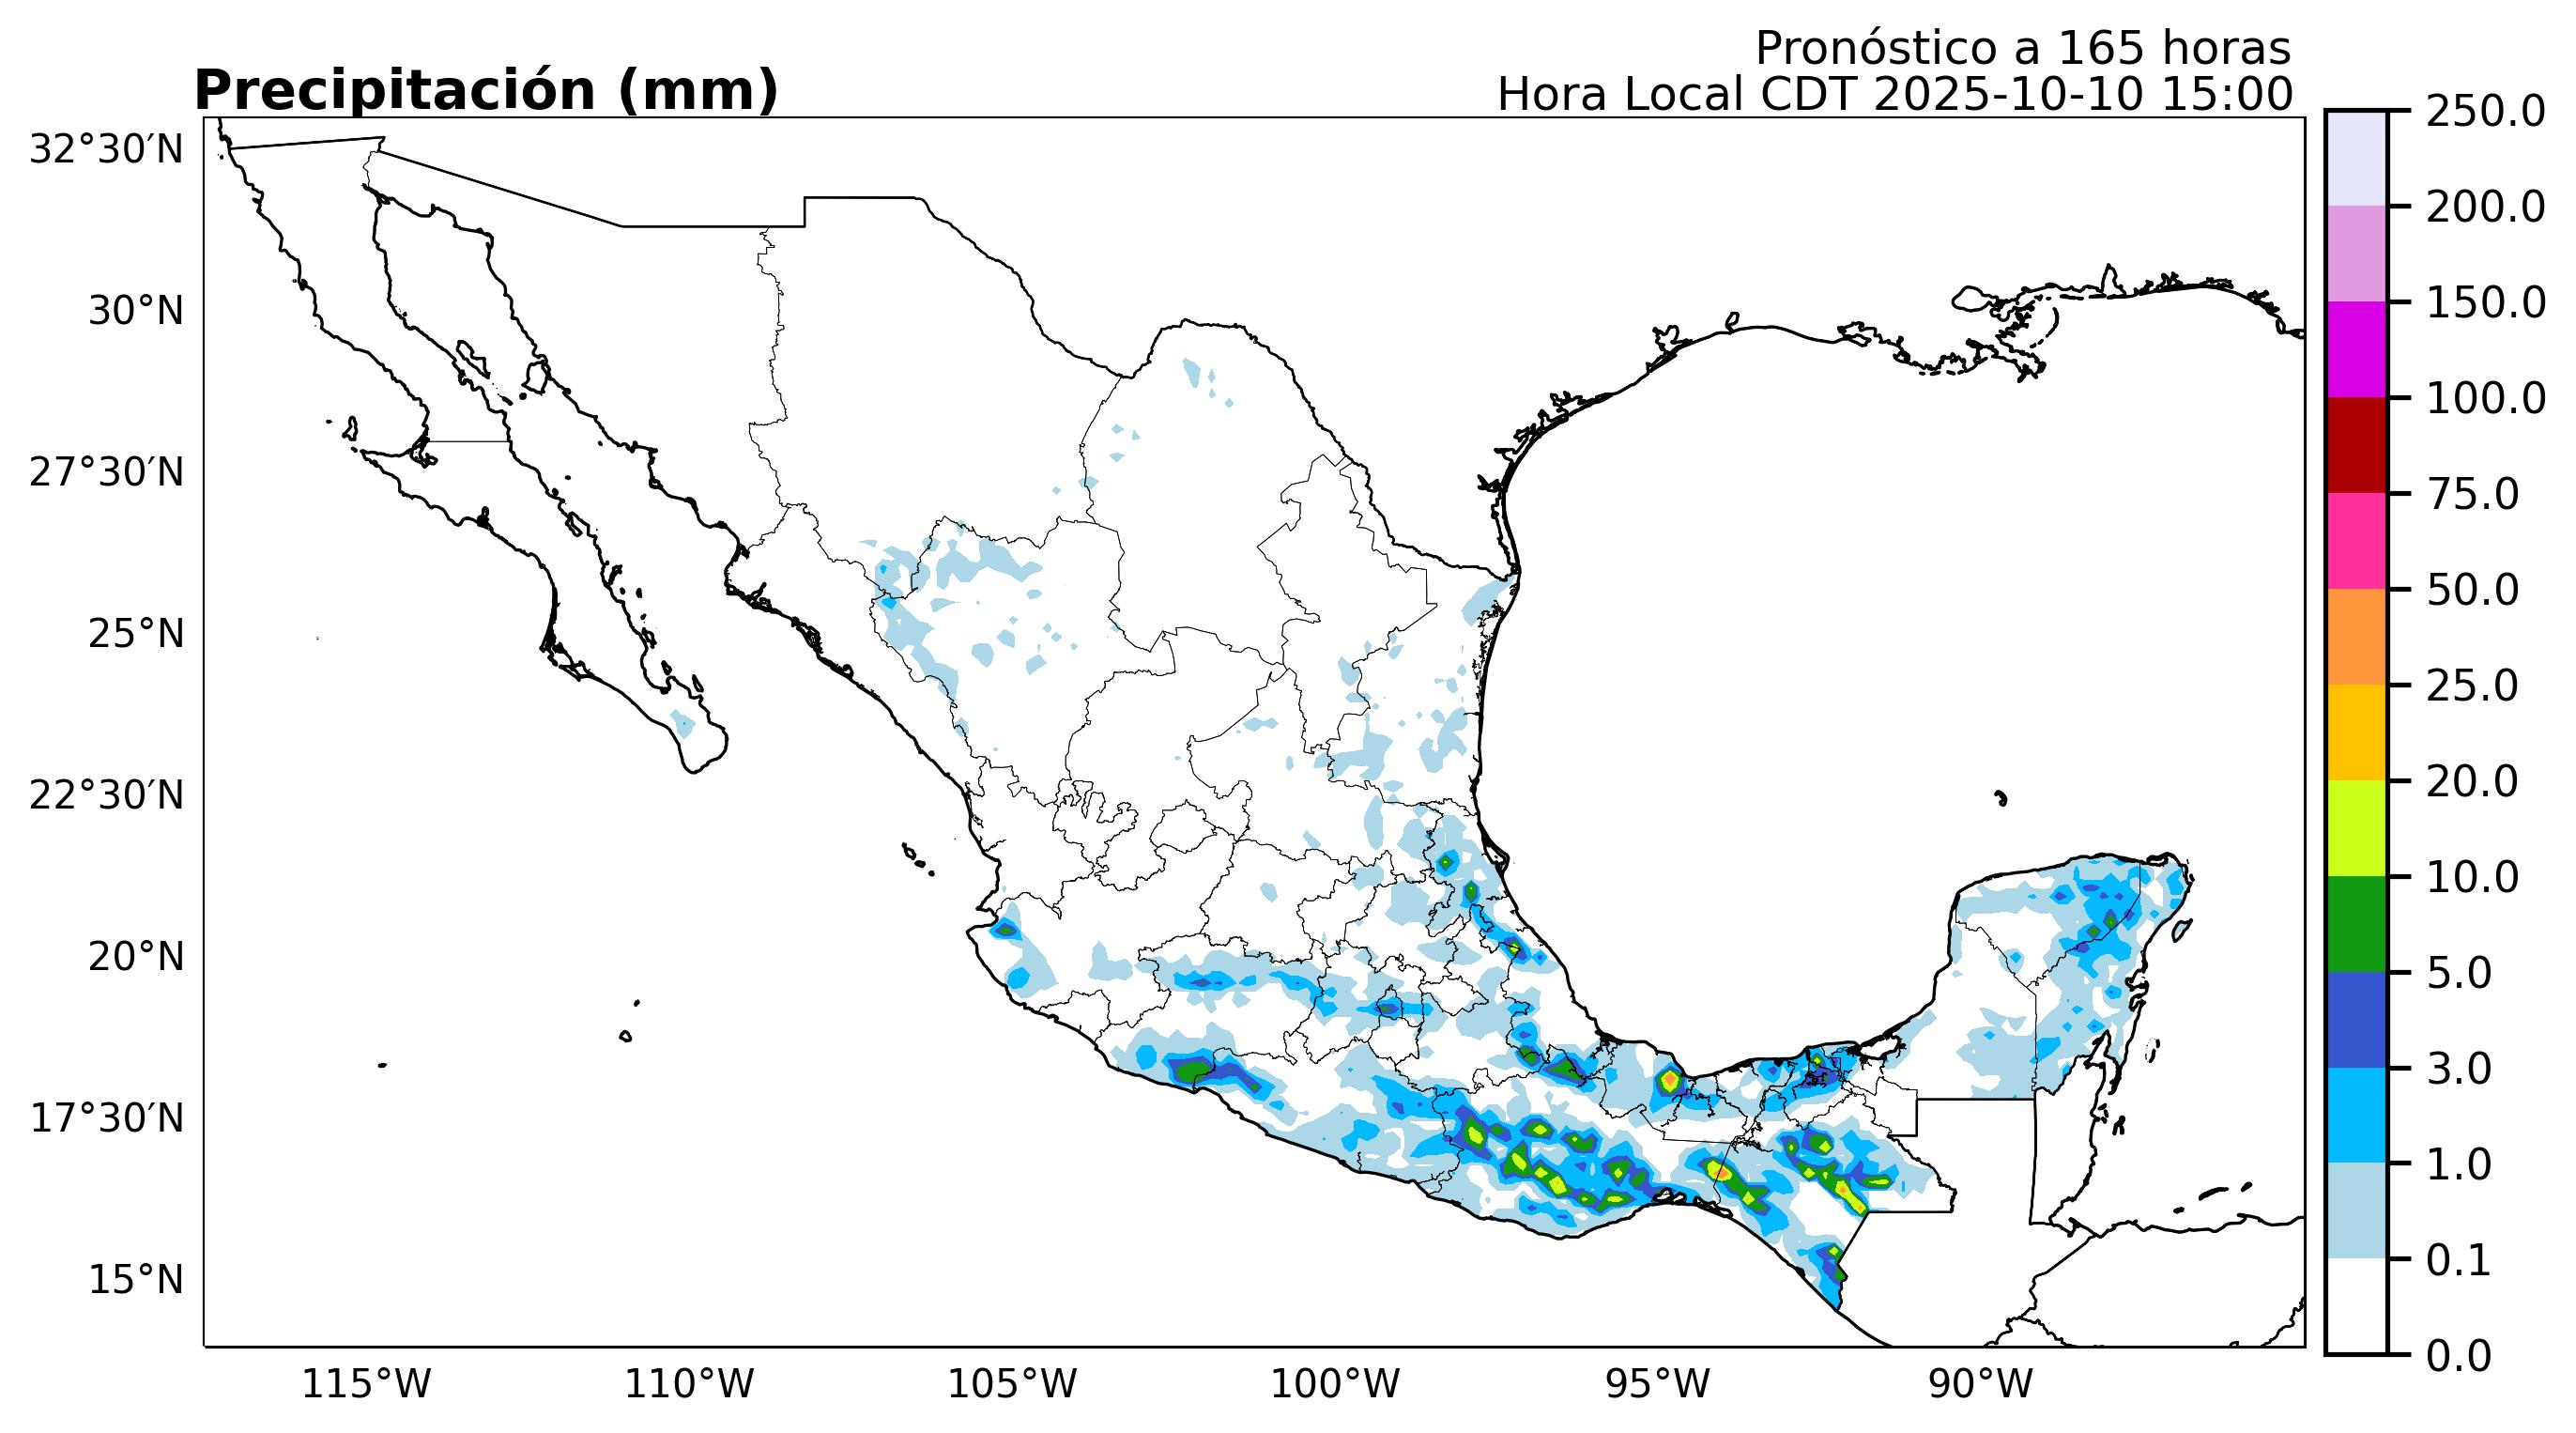 Pronóstico a 165 horas
Precipitación (mm)
Hora Local CDT 2025-10-10 15:00
32°30′N
30°N
27°30′N
25°N
22°30′N
20°N
17°30′N
15°N
115°W
110°W
105°W
100°W
95°W
90°W
250.0
200.0
150.0
100.0
75.0
50.0
25.0
20.0
10.0
5.0
3.0
1.0
0.1
0.0